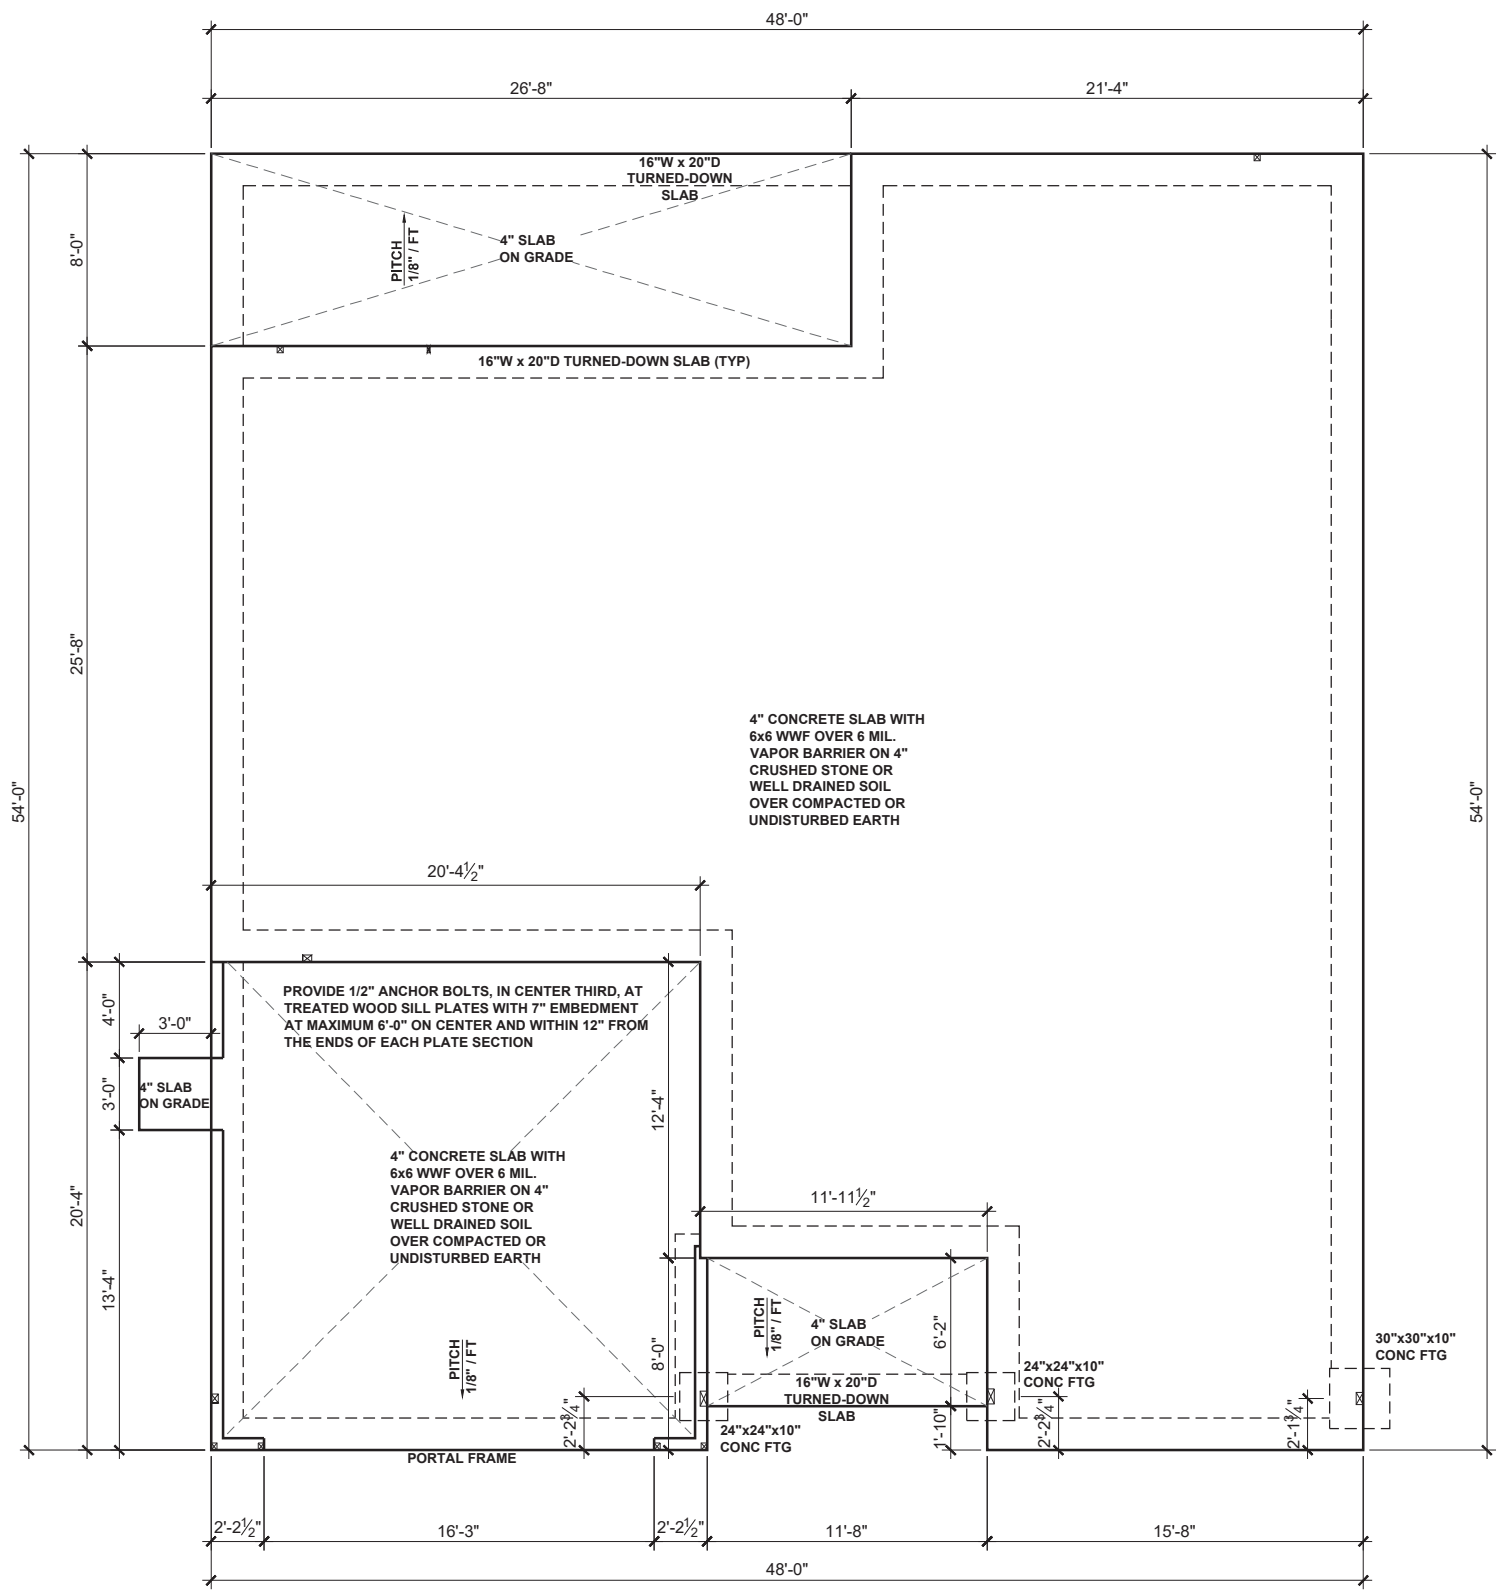 48'-0"
26'-8"
21'-4"
16"W x 20"D
TURNED-DOWN
SLAB
8'-0"
PITCH
1/8" / FT
4" SLAB
ON GRADE
16"W x 20"D TURNED-DOWN SLAB (TYP)
25'-8"
54'-0"
54'-0"
4" CONCRETE SLAB WITH
6x6 WWF OVER 6 MIL.
VAPOR BARRIER ON 4"
CRUSHED STONE OR
WELL DRAINED SOIL
OVER COMPACTED OR
UNDISTURBED EARTH
20'-4½"
PROVIDE 1/2" ANCHOR BOLTS, IN CENTER THIRD, AT
TREATED WOOD SILL PLATES WITH 7" EMBEDMENT
AT MAXIMUM 6'-0" ON CENTER AND WITHIN 12" FROM
THE ENDS OF EACH PLATE SECTION
4'-0"
3'-0"
3'-0"
4" SLAB
ON GRADE
12'-4"
4" CONCRETE SLAB WITH
6x6 WWF OVER 6 MIL.
VAPOR BARRIER ON 4"
CRUSHED STONE OR
WELL DRAINED SOIL
OVER COMPACTED OR
UNDISTURBED EARTH
20'-4"
13'-4"
11'-11½"
PITCH
1/8" / FT
4" SLAB
ON GRADE
6'-2"
PITCH
1/8" / FT
8'-0"
16"W x 20"D
TURNED-DOWN
SLAB
24"x24"x10"
CONC FTG
30"x30"x10"
CONC FTG
2'-2¾"
24"x24"x10"
CONC FTG
1'-10"
2'-2¾"
2'-1¾"
PORTAL FRAME
2'-2½"
16'-3"
2'-2½"
11'-8"
15'-8"
48'-0"